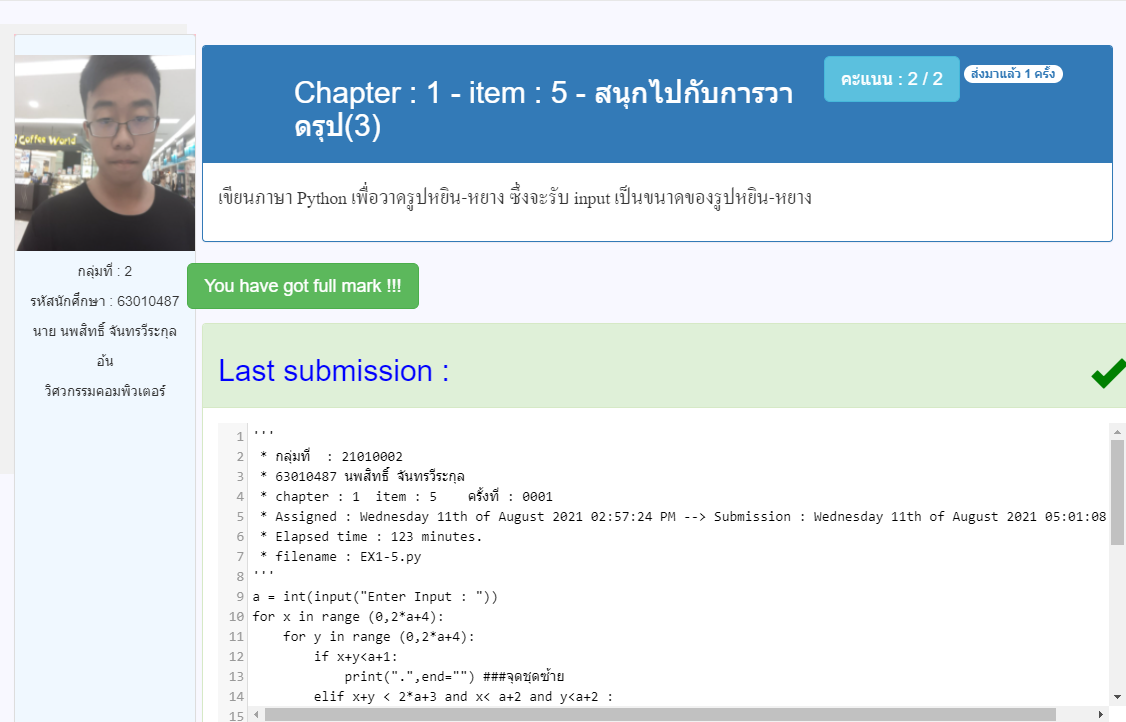 Coffee World
กลุ่มที่ : 2
รหัสนักศึกษา : 63010487
นาย นพสิทธิ์ จันทรวีระกุล
อ้น
วิศวกรรมคอมพิวเตอร์
Chapter : 1 - item : 5 - สนุกไปกับการวา
ดรุป(3)
คะแนน : 2 / 2
ส่งมาแล้ว 1 ครั้ง
เขียนภาษา Python เพื่อวาดรูปหยิน-หยาง ซึ้งจะรับ input เป็นขนาดของรูปหยิน-หยาง
You have got full mark !!!
Last submission :
1 '''
2 * กลุ่มที่ : 21010002
3 * 63010487 นพสิทธิ์ จันทรวีระกุล
4 * chapter : 1 item : 5 ครั้งที่ : 0001
5 * Assigned : Wednesday 11th of August 2021 02:57:24 PM --> Submission : Wednesday 11th of August 2021 05:01:08
6 * Elapsed time : 123 minutes.
7 * filename : EX1-5.py
8 '''
9 a = int(input("Enter Input : "))
10 for x in range (0,2*a+4):
11 for y in range (0,2*a+4):
12 if x+y<a+1:
13 print(".",end="") ###จุดชุดซ้าย
14 elif x+y < 2*a+3 and x< a+2 and y<a+2 :
15